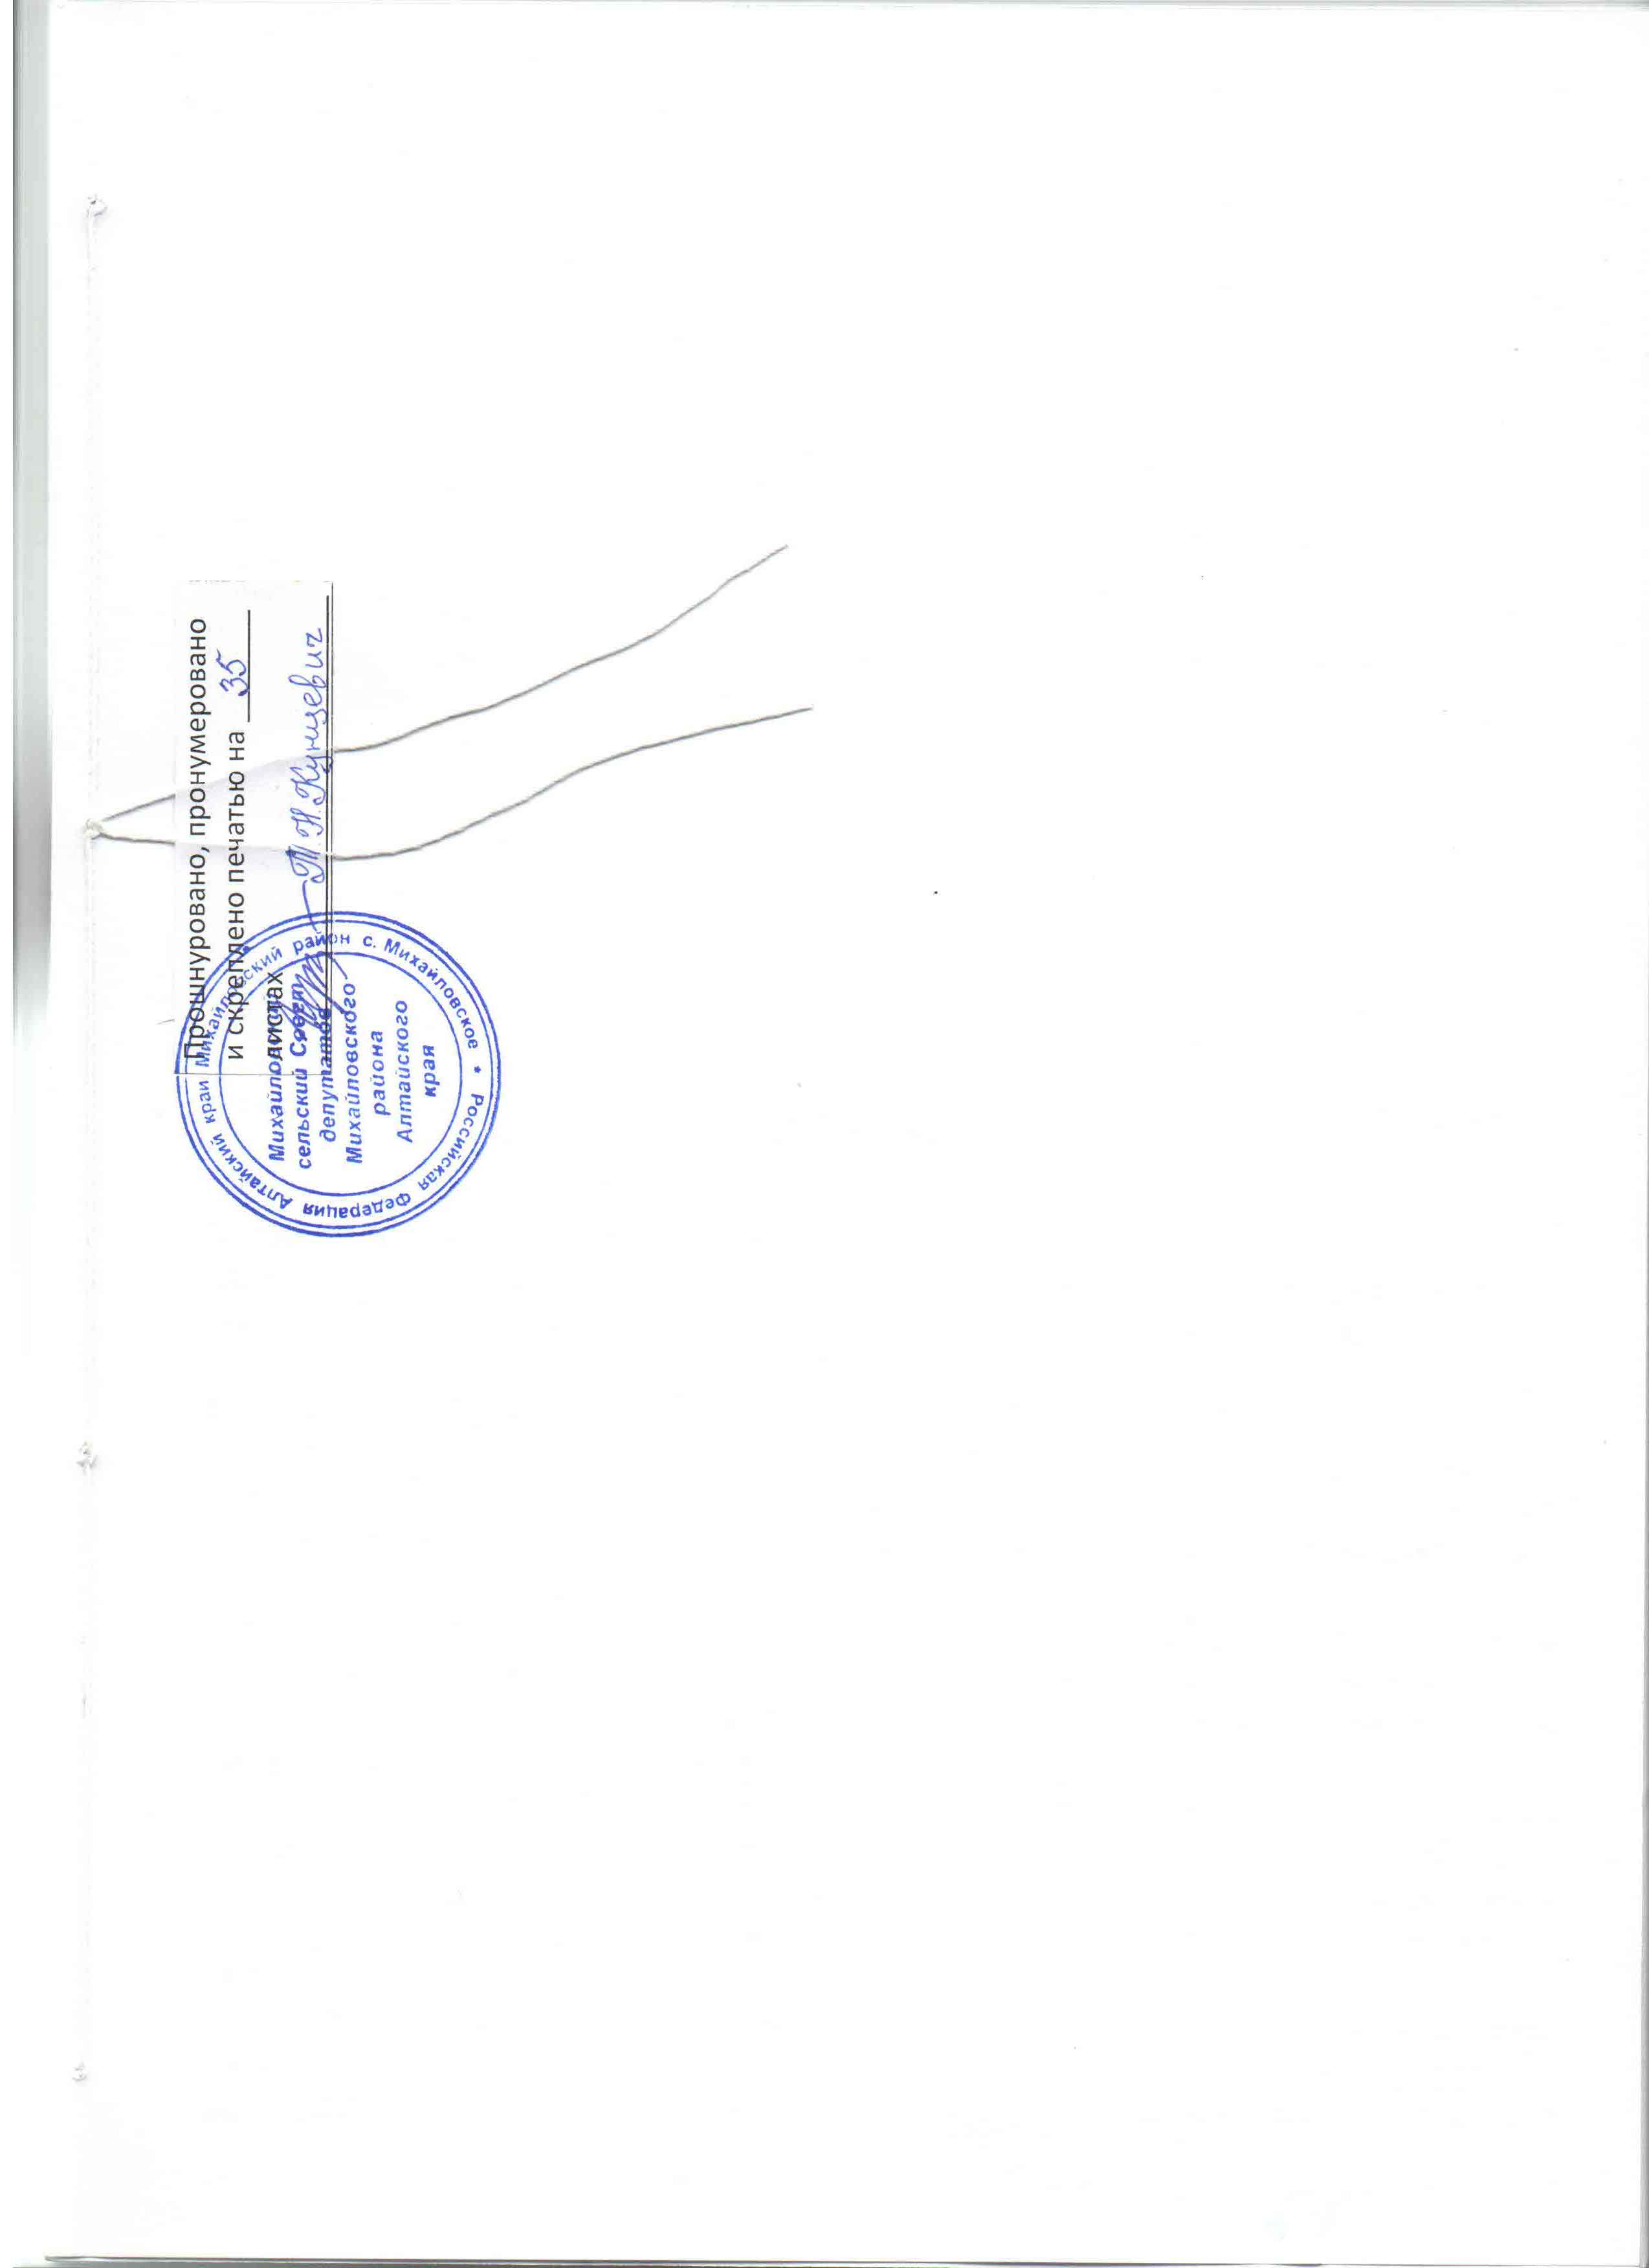 Прошнуровано, пронумеровано
и скреплено печатью на 35
листах
Т.Н.Кунцевич
Российская Федерация Алтайский край Михайловский район с. Михайловское *
Михайловский
сельский Совет
депутатов
Михайловского
района
Алтайского
края